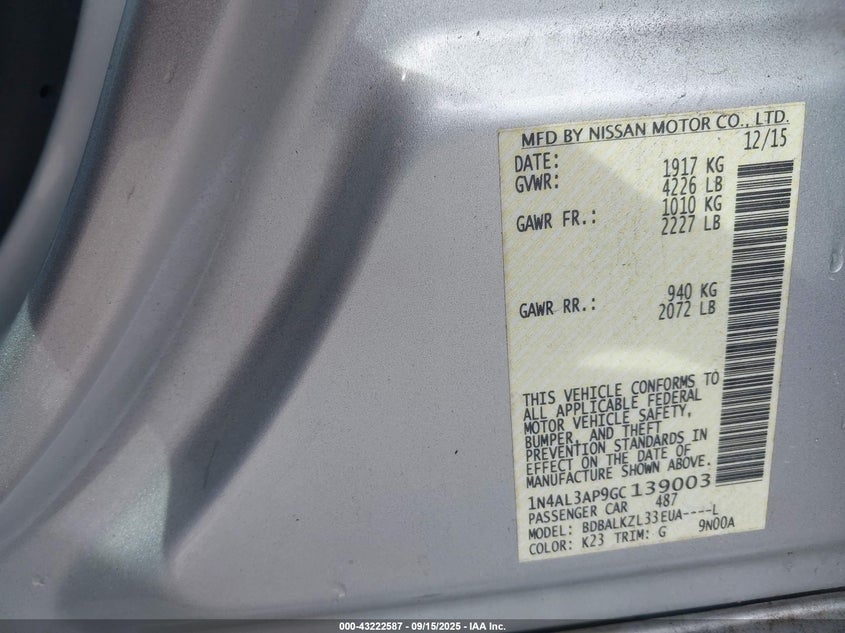 MFD BY NISSAN MOTOR CO., LTD.
DATE: 12/15
GVWR: 1917 KG
4226 LB
GAWR FR.: 1010 KG
2227 LB
GAWR RR.: 940 KG
2072 LB
THIS VEHICLE CONFORMS TO
ALL APPLICABLE FEDERAL
MOTOR VEHICLE SAFETY,
BUMPER, AND THEFT
PREVENTION STANDARDS IN
EFFECT ON THE DATE OF
MANUFACTURE SHOWN ABOVE.
1N4AL3AP9GC139003
PASSENGER CAR 487
MODEL: BDBALKZL33EUA----L
COLOR: K23 TRIM: G 9N00A
000-43222587 - 09/15/2025 - IAA Inc.